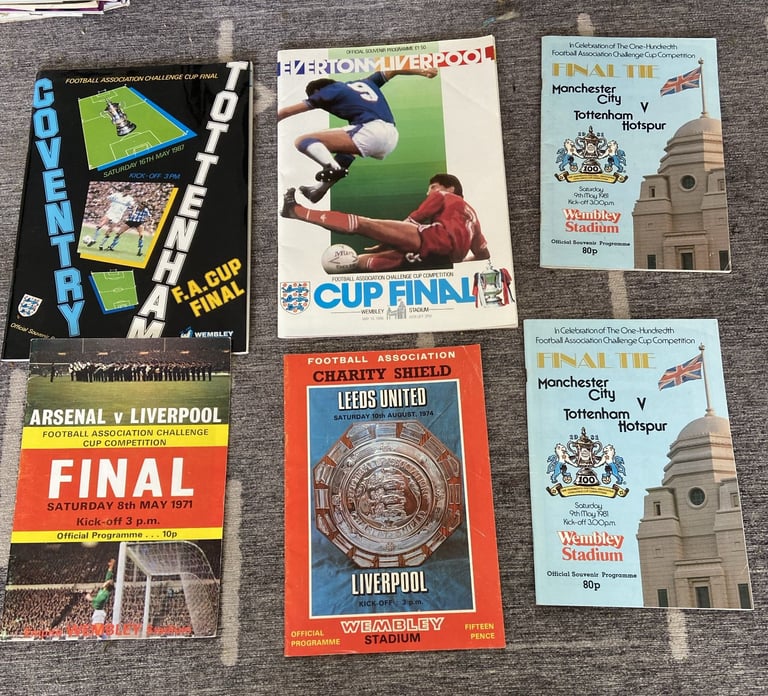 FOOTBALL ASSOCIATION CHALLENGE CUP FINAL
COVENTRY
TOTTENHAM
SATURDAY 16TH MAY 1987
KICK-OFF 3PM
F.A. CUP
FINAL
Official Souvenir
WEMBLEY
OFFICIAL SOUVENIR PROGRAMME £1.50
EVERTON v LIVERPOOL
9
FOOTBALL ASSOCIATION CHALLENGE CUP COMPETITION
CUP FINAL
WEMBLEY STADIUM
In Celebration of The One-Hundredth
Football Association Challenge Cup Competition
FINAL TIE
Manchester
City
V
Tottenham
Hotspur
100
Saturday
9th May 1981
Kick-off 3.00p.m.
Wembley
Stadium
Official Souvenir Programme
80p
ARSENAL v LIVERPOOL
FOOTBALL ASSOCIATION CHALLENGE
CUP COMPETITION
FINAL
SATURDAY 8th MAY 1971
Kick-off 3 p.m.
Official Programme . . . 10p
WEMBLEY
FOOTBALL ASSOCIATION
CHARITY SHIELD
LEEDS UNITED
SATURDAY 10th AUGUST, 1974
LIVERPOOL
KICK-OFF 3 p.m.
OFFICIAL
PROGRAMME
WEMBLEY
STADIUM
FIFTEEN
PENCE
In Celebration of The One-Hundredth
Football Association Challenge Cup Competition
FINAL TIE
Manchester
City
V
Tottenham
Hotspur
1981
100
Saturday
9th May 1981
Kick-off 3.00p.m.
Wembley
Stadium
Official Souvenir Programme
80p